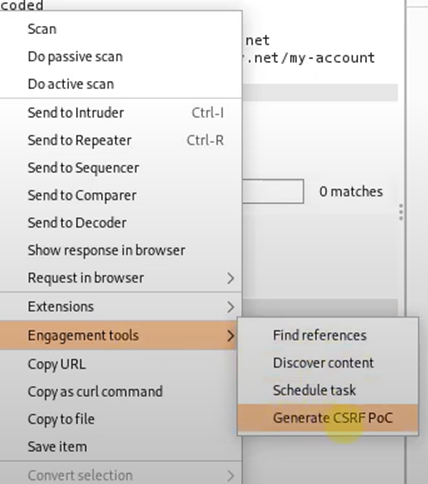 coded
Scan
net
Do passive scan
.net/my-account
Do active scan
Send to Intruder Ctrl-I
Send to Repeater Ctrl-R
Send to Sequencer
Send to Comparer
0 matches
Send to Decoder
Show response in browser
Request in browser
Extensions
Engagement tools
Find references
Copy URL
Discover content
Copy as curl command
Schedule task
Copy to file
Generate CSRF PoC
Save item
Convert selection